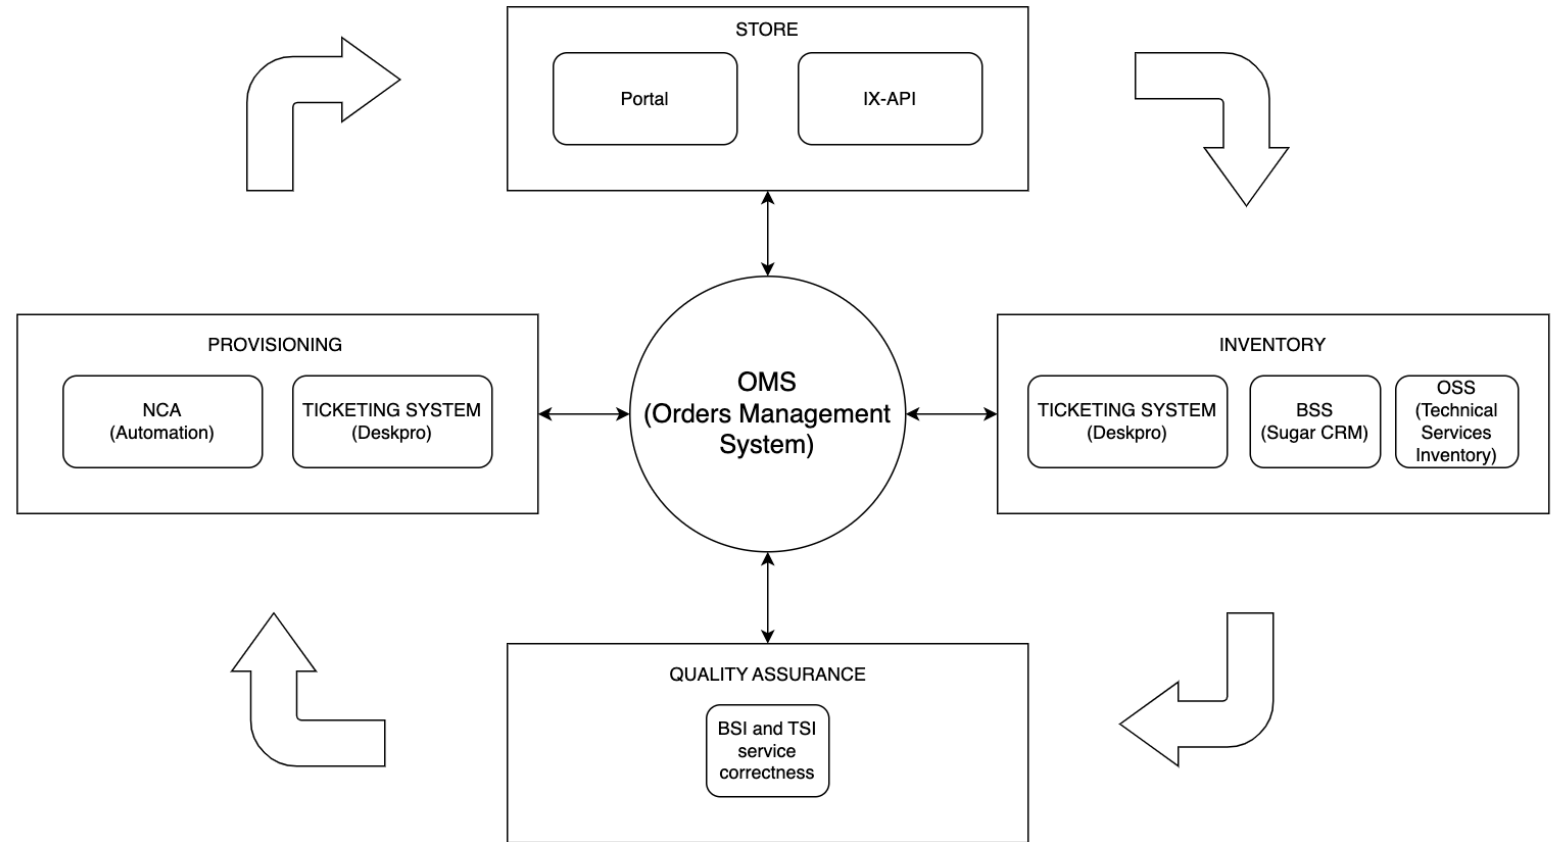 STORE
Portal
IX-API
PROVISIONING
NCA
(Automation)
TICKETING SYSTEM
(Deskpro)
OMS
(Orders Management
System)
INVENTORY
TICKETING SYSTEM
(Deskpro)
BSS
(Sugar CRM)
OSS
(Technical
Services
Inventory)
QUALITY ASSURANCE
BSI and TSI
service
correctness